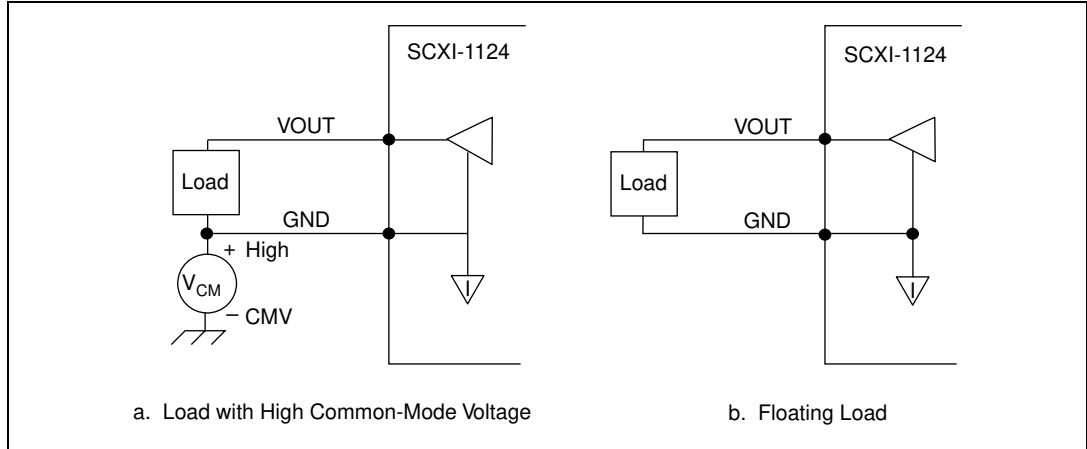 SCXI-1124
VOUT
Load
GND
+ High
V_CM
− CMV
I
a. Load with High Common-Mode Voltage
SCXI-1124
VOUT
Load
GND
I
b. Floating Load